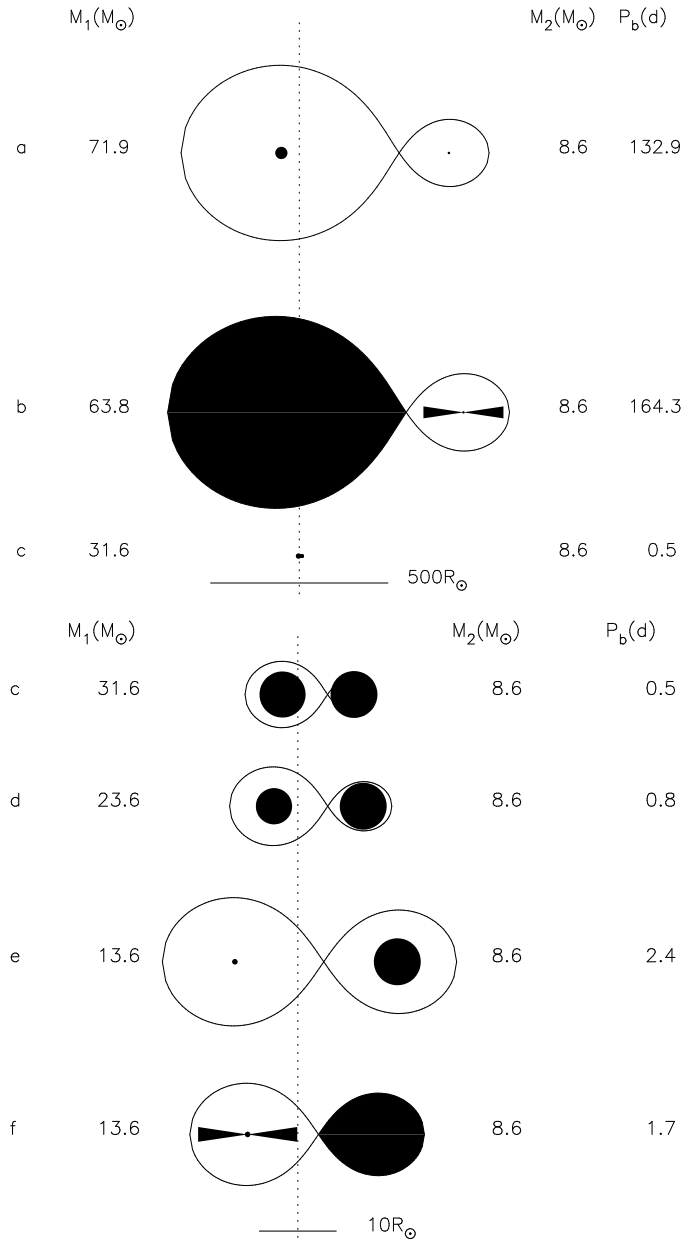 M₁(M☉) M₂(M☉) P_b(d)
a 71.9 8.6 132.9
b 63.8 8.6 164.3
c 31.6 8.6 0.5
500R☉
M₁(M☉) M₂(M☉) P_b(d)
c 31.6 8.6 0.5
d 23.6 8.6 0.8
e 13.6 8.6 2.4
f 13.6 8.6 1.7
10R☉